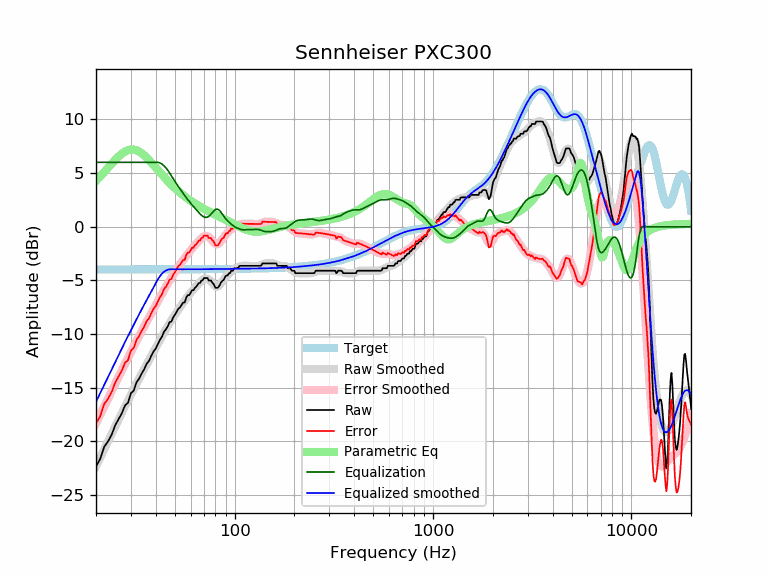 Sennheiser PXC300
Amplitude (dBr)
10
5
0
−5
−10
−15
−20
−25
Target
Raw Smoothed
Error Smoothed
Raw
Error
Parametric Eq
Equalization
Equalized smoothed
100 1000 10000
Frequency (Hz)